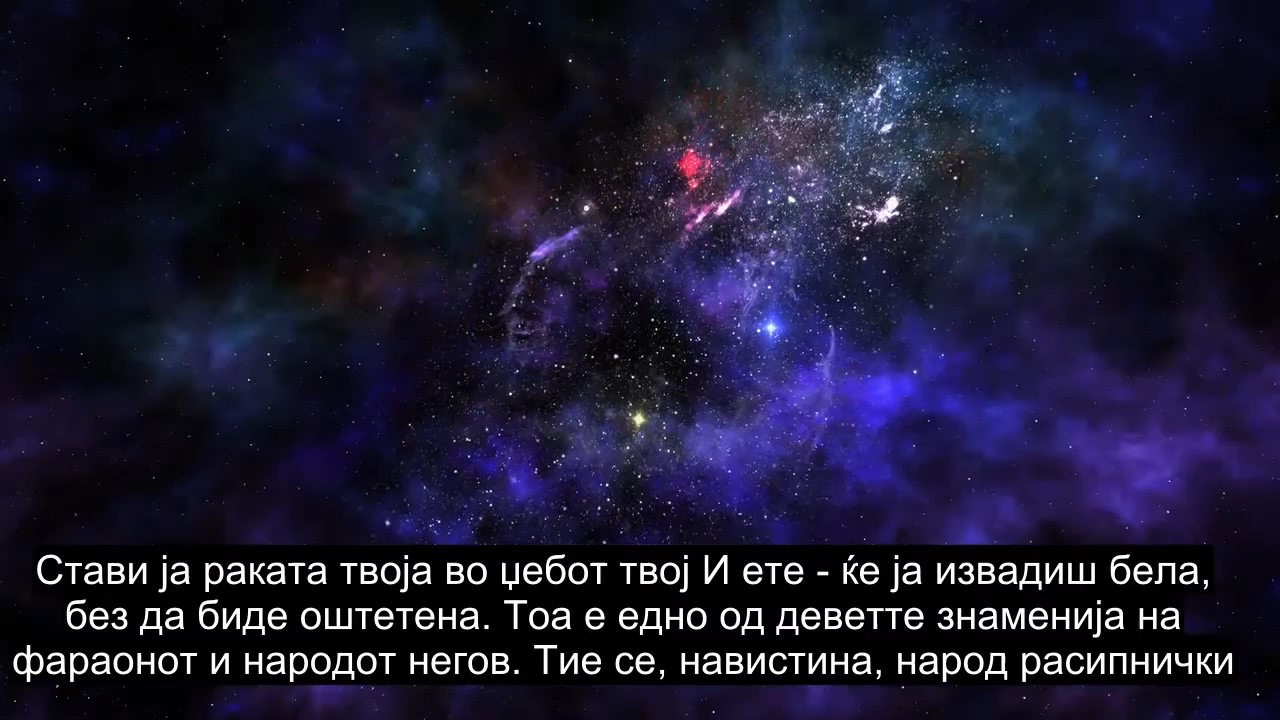 Стави ја раката твоја во џебот твој И ете - ќе ја извадиш бела,
без да биде оштетена. Тоа е едно од деветте знаменија на
фараонот и народот негов. Тие се, навистина, народ расипнички